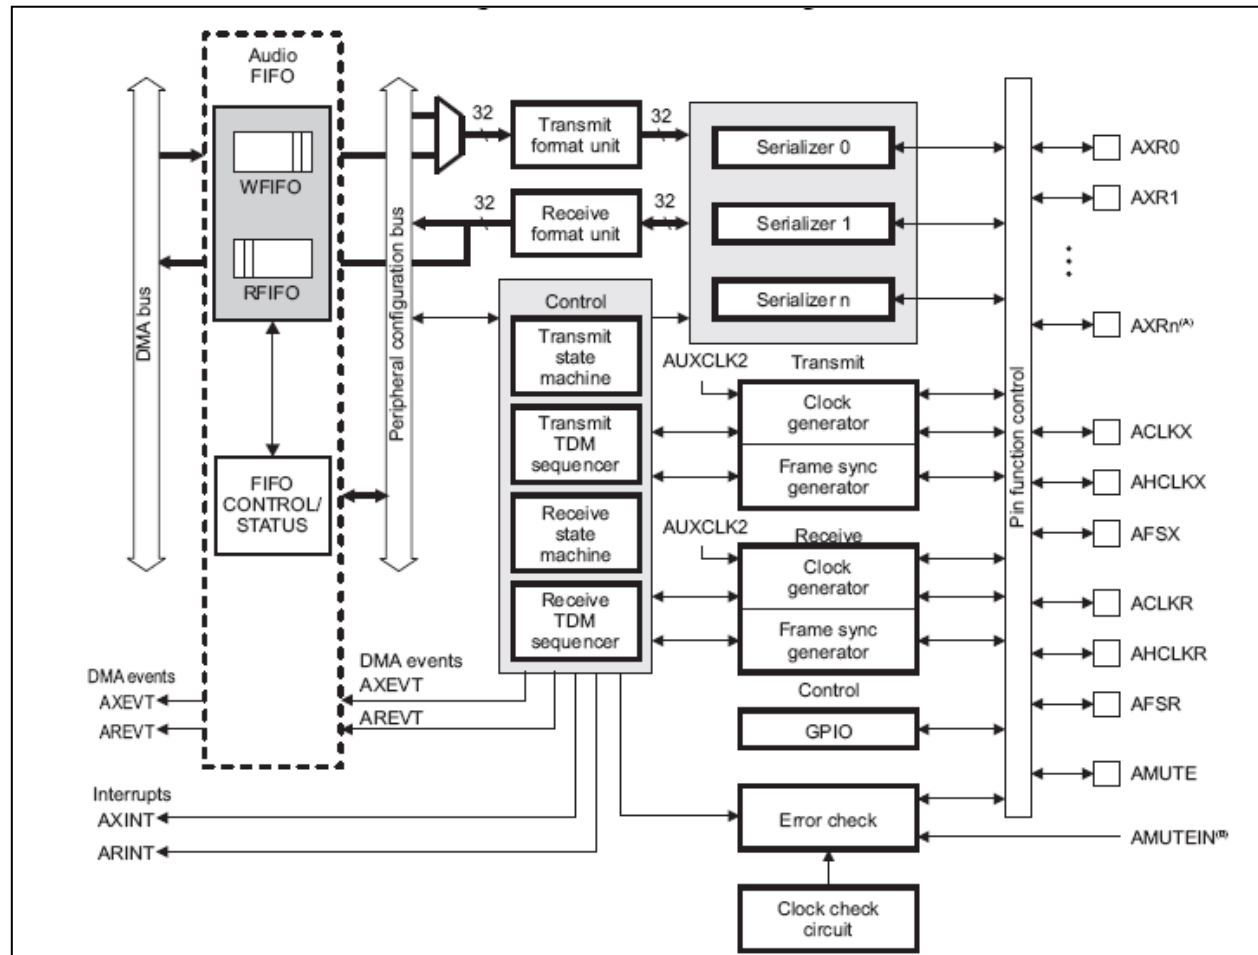 Audio
FIFO
WFIFO
RFIFO
DMA bus
FIFO
CONTROL/
STATUS
Peripheral configuration bus
32
Transmit
format unit
32
32
Receive
format unit
32
Serializer 0
Serializer 1
Serializer n
Control
Transmit
state
machine
Transmit
TDM
sequencer
Receive
state
machine
Receive
TDM
sequencer
Transmit
AUXCLK2
Clock
generator
Frame sync
generator
Receive
AUXCLK2
Clock
generator
Frame sync
generator
Control
GPIO
Error check
Clock check
circuit
Pin function control
AXR0
AXR1
AXRn(A)
ACLKX
AHCLKX
AFSX
ACLKR
AHCLKR
AFSR
AMUTE
AMUTEIN(B)
DMA events
AXEVT
AREVT
DMA events
AXEVT
AREVT
Interrupts
AXINT
ARINT